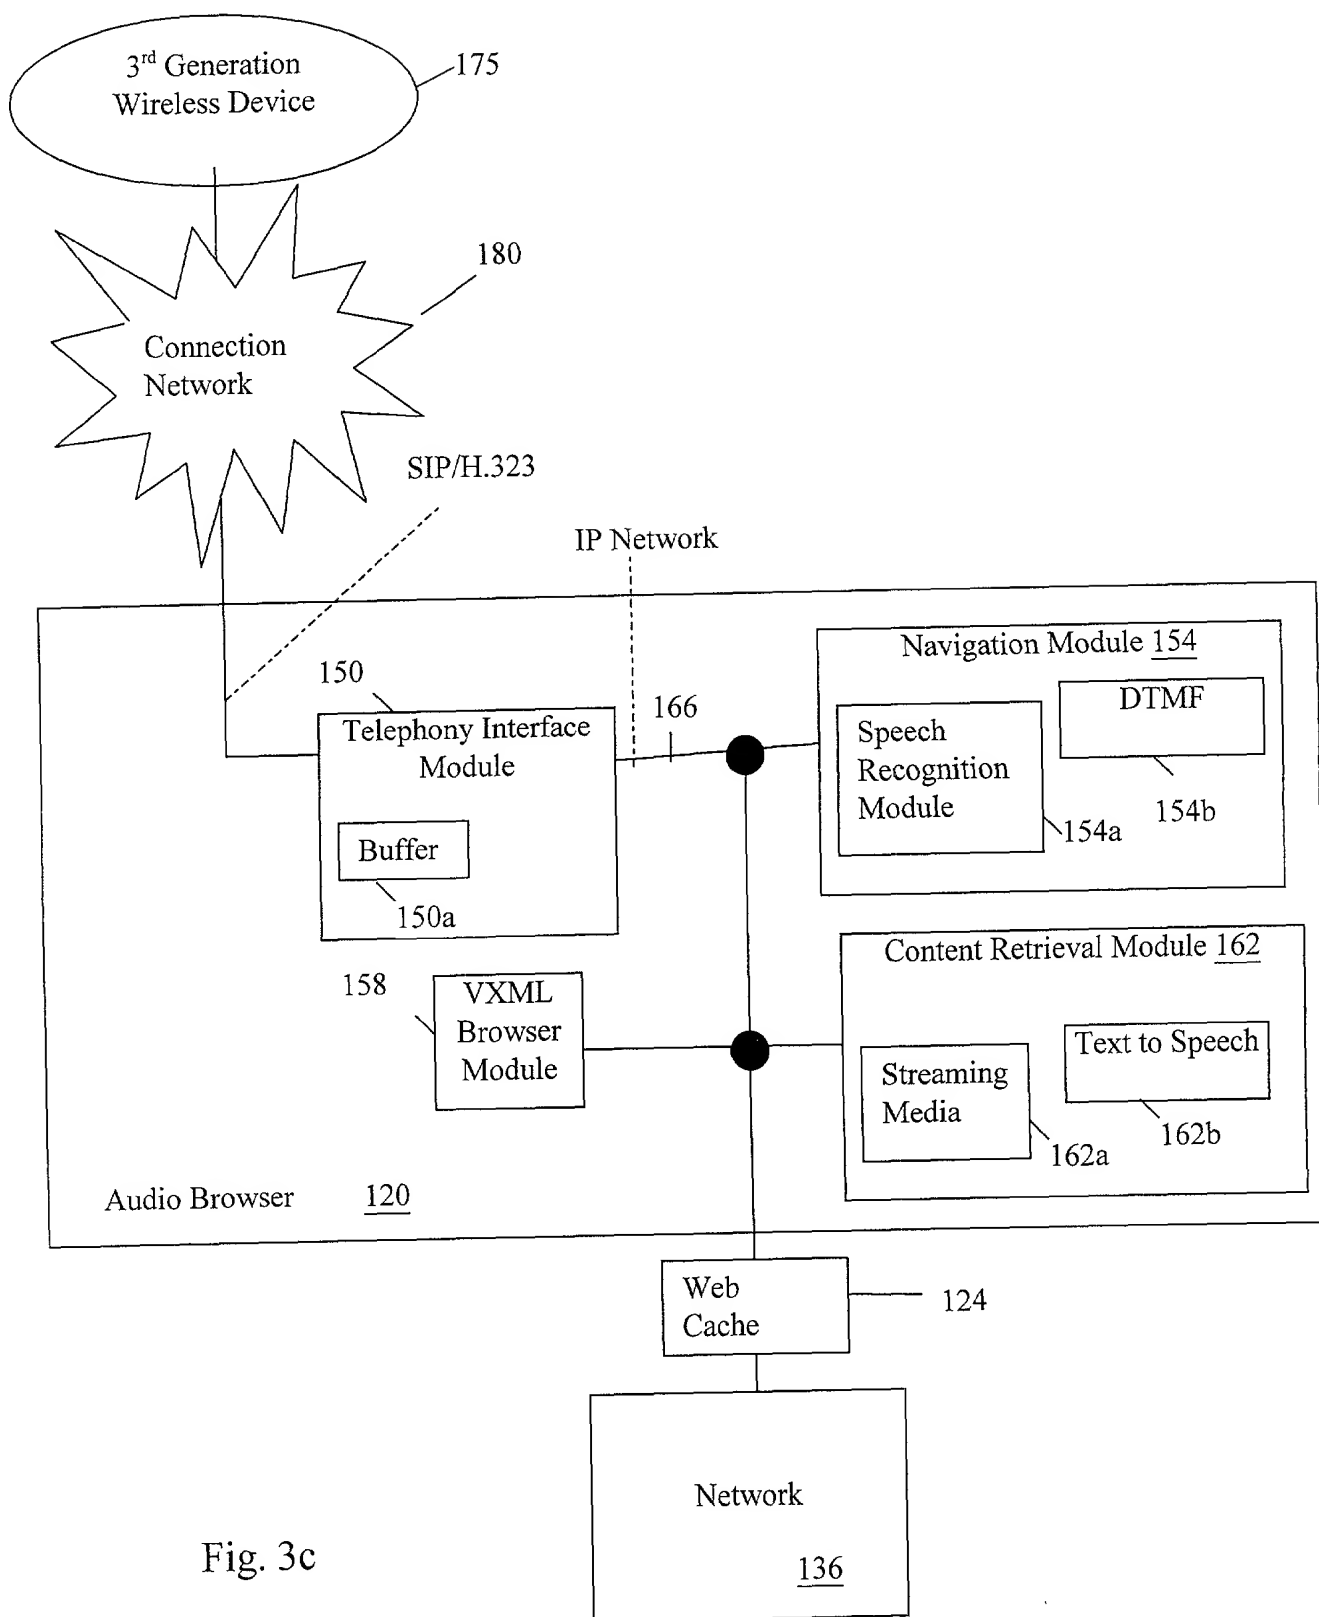 3rd Generation
Wireless Device
175
180
Connection
Network
SIP/H.323
IP Network
150
Telephony Interface
Module
166
Buffer
150a
Navigation Module 154
Speech
Recognition
Module
DTMF
154a
154b
158
VXML
Browser
Module
Content Retrieval Module 162
Streaming
Media
Text to Speech
162a
162b
Audio Browser 120
Web
Cache
124
Network
136
Fig. 3c